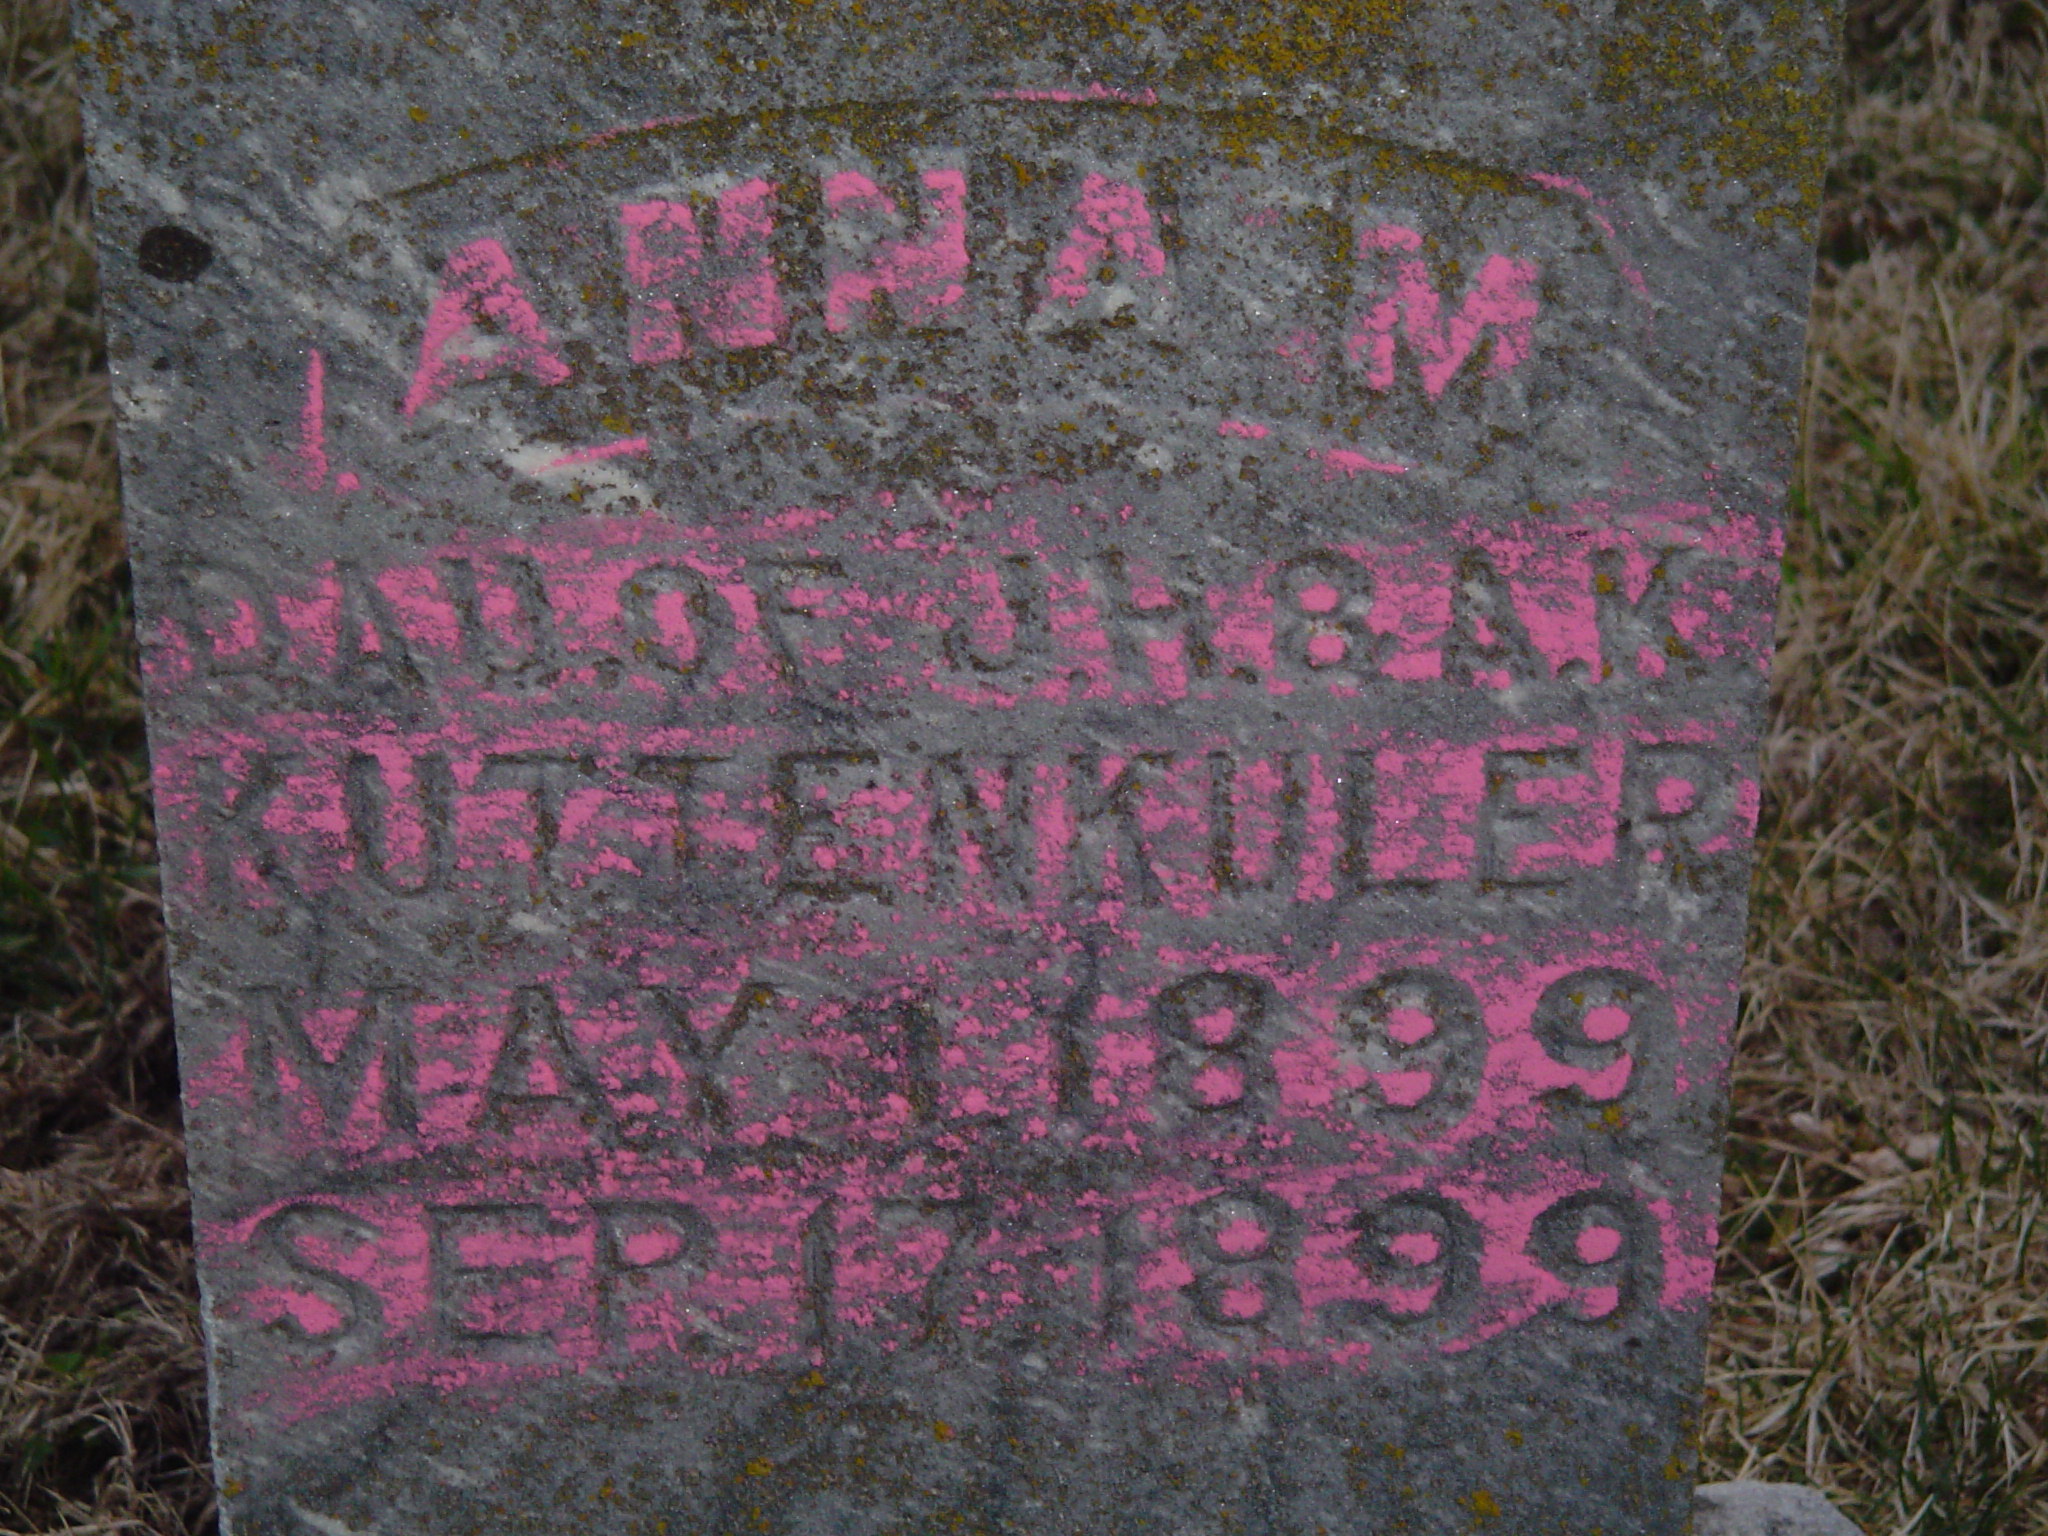 ANNA M
DAU. OF J. H. & A. K.
KUTTENKULER
MAY 1 1899
SEP. 17 1899